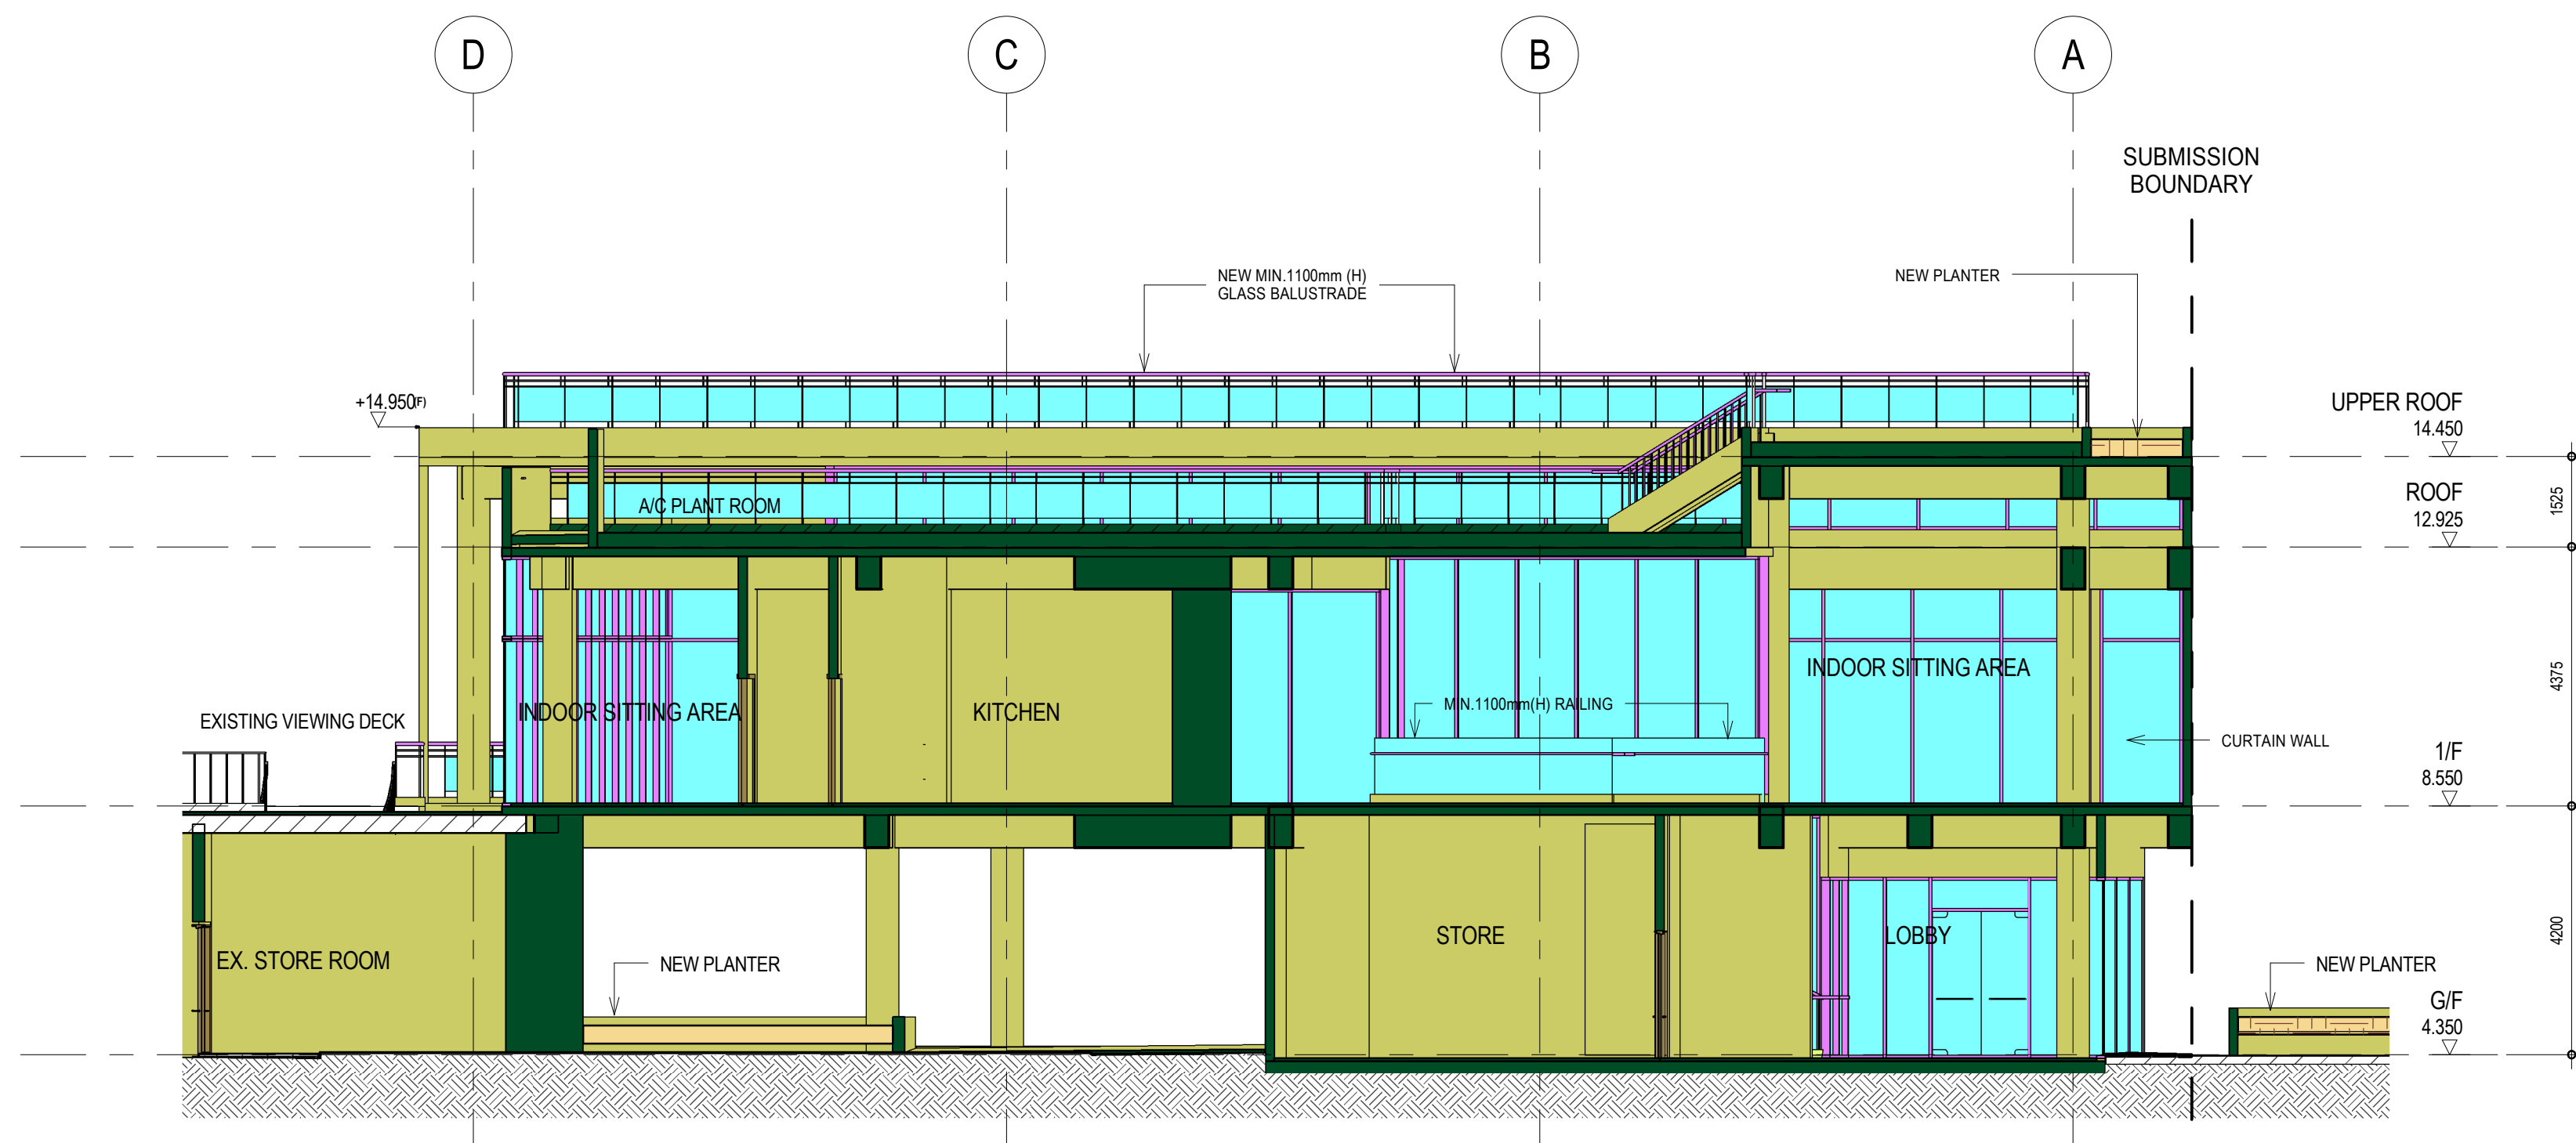 D
C
B
A
SUBMISSION
BOUNDARY
NEW MIN.1100mm (H)
GLASS BALUSTRADE
NEW PLANTER
+14.950(F)
UPPER ROOF
14.450
ROOF
12.925
1525
A/C PLANT ROOM
INDOOR SITTING AREA
4375
EXISTING VIEWING DECK
INDOOR SITTING AREA
KITCHEN
MIN.1100mm(H) RAILING
CURTAIN WALL
1/F
8.550
EX. STORE ROOM
NEW PLANTER
STORE
LOBBY
4200
NEW PLANTER
G/F
4.350